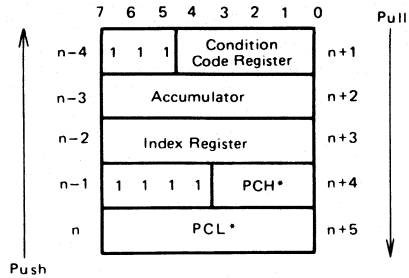 7 6 5 4 3 2 1 0
Pull
n-4 1 1 1 Condition Code Register n+1
n-3 Accumulator n+2
n-2 Index Register n+3
n-1 1 1 1 1 PCH* n+4
n PCL* n+5
Push